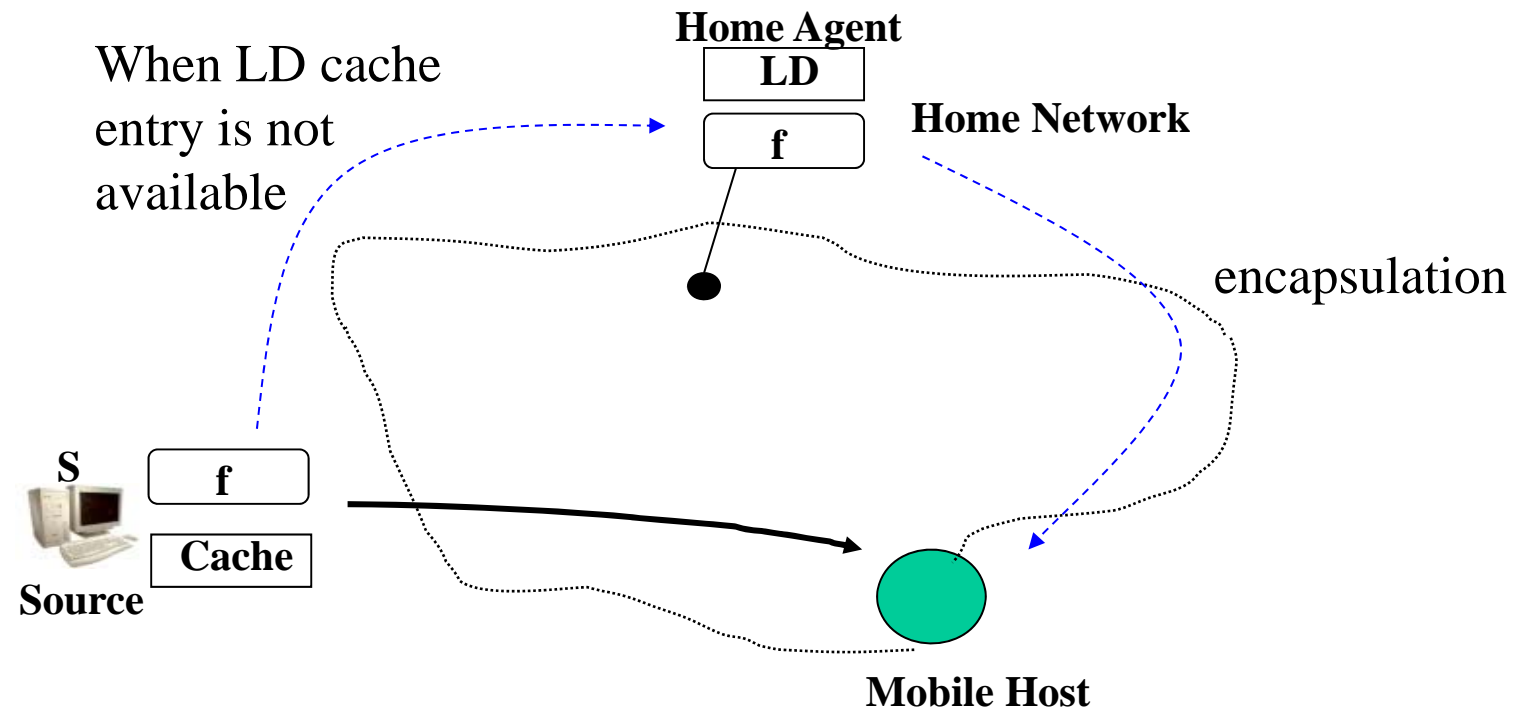 Home Agent
LD
f
Home Network
When LD cache
entry is not
available
encapsulation
S
f
Cache
Source
Mobile Host